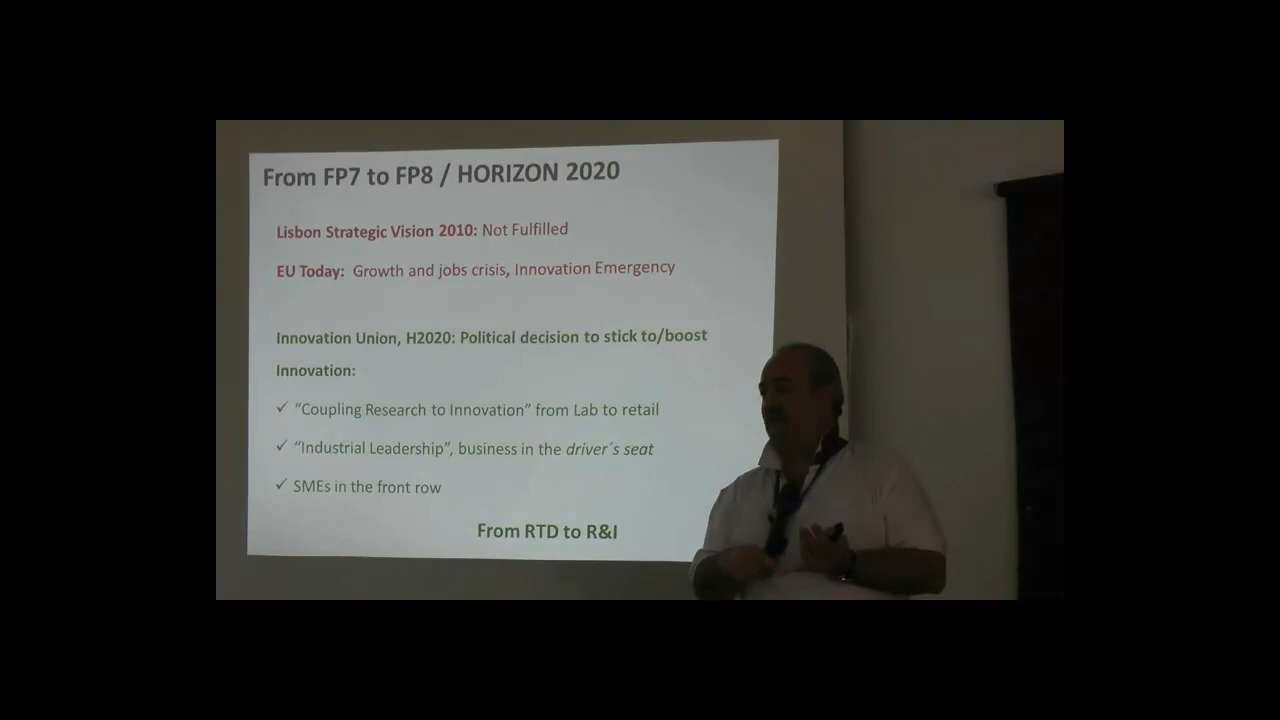 From FP7 to FP8 / HORIZON 2020
Lisbon Strategic Vision 2010: Not Fulfilled
EU Today: Growth and jobs crisis, Innovation Emergency
Innovation Union, H2020: Political decision to stick to/boost
Innovation:
✓ “Coupling Research to Innovation” from Lab to retail
✓ “Industrial Leadership”, business in the driver´s seat
✓ SMEs in the front row
From RTD to R&I